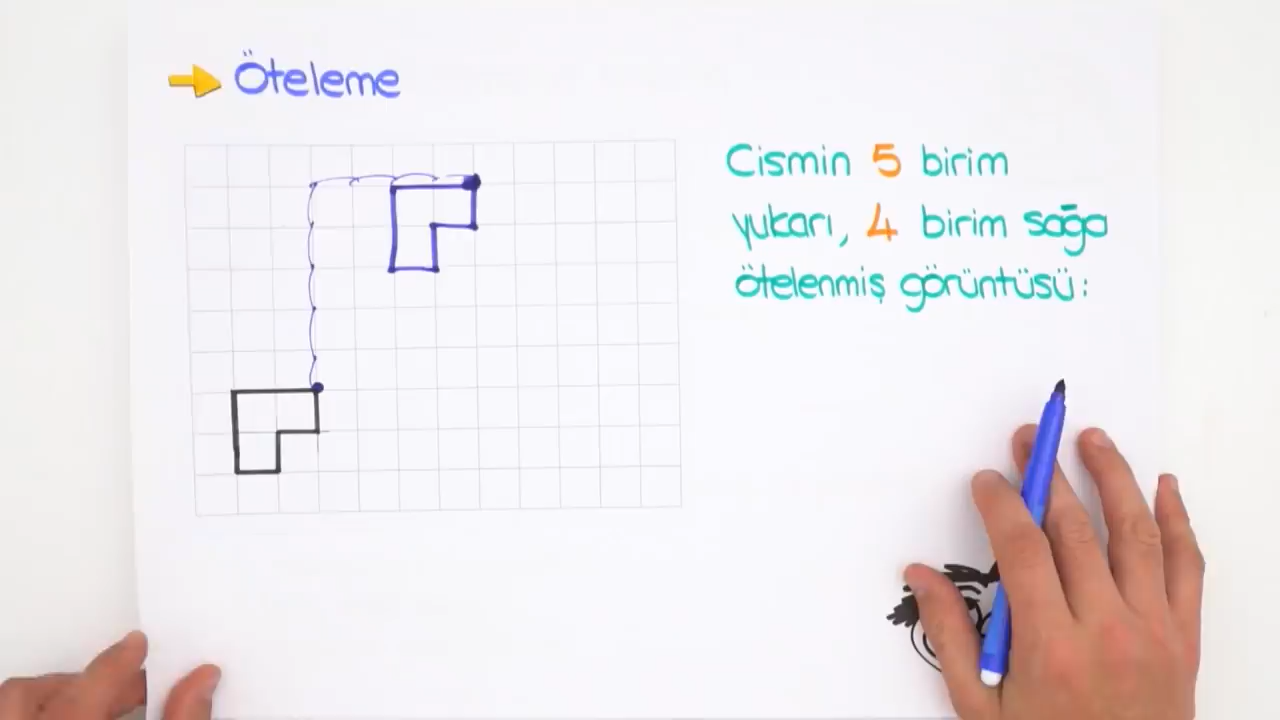 Öteleme
Cismin 5 birim
yukarı, 4 birim sağa
ötelenmiş görüntüsü: